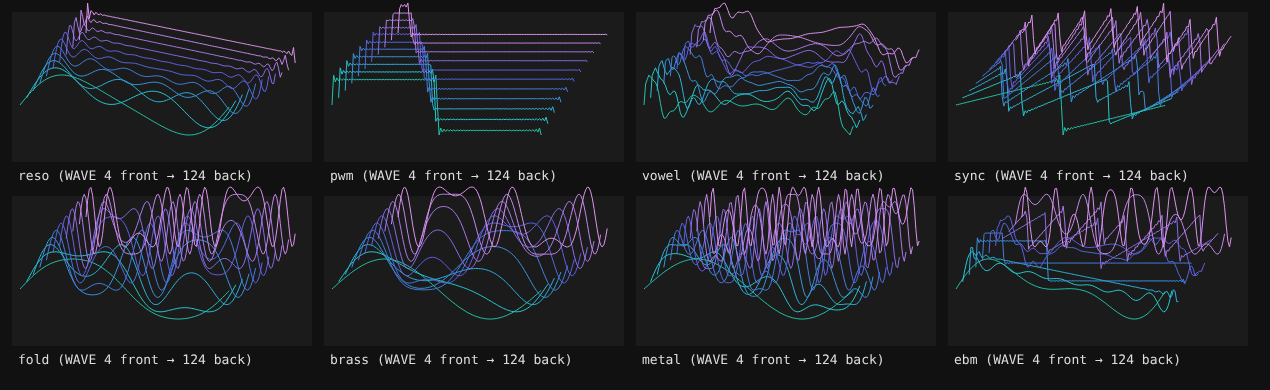 reso (WAVE 4 front → 124 back)
pwm (WAVE 4 front → 124 back)
vowel (WAVE 4 front → 124 back)
sync (WAVE 4 front → 124 back)
fold (WAVE 4 front → 124 back)
brass (WAVE 4 front → 124 back)
metal (WAVE 4 front → 124 back)
ebm (WAVE 4 front → 124 back)